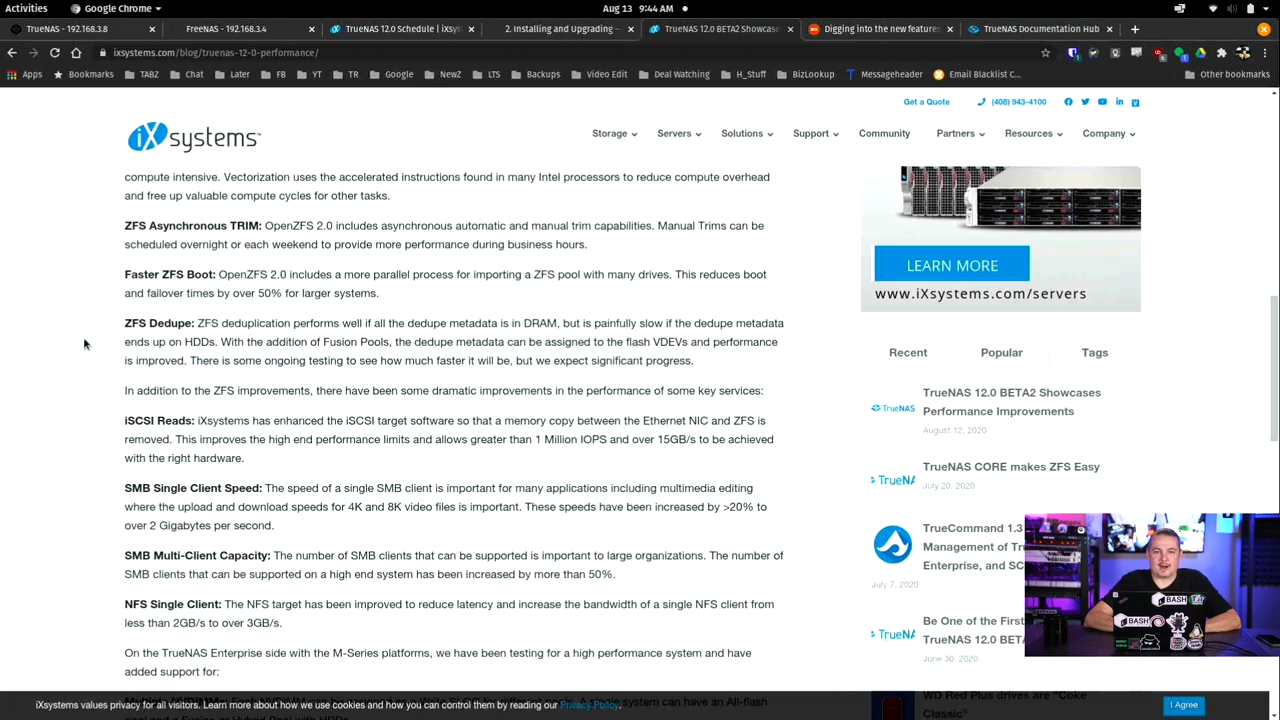 Activities
Google Chrome
Aug 13 9:44 AM
TrueNAS - 192.168.3.8
FreeNAS - 192.168.3.4
TrueNAS 12.0 Schedule | iXsys
2. Installing and Upgrading –
TrueNAS 12.0 BETA2 Showcase
Digging into the new features
TrueNAS Documentation Hub
ixsystems.com/blog/truenas-12-0-performance/
Apps
Bookmarks
TABZ
Chat
Later
FB
YT
TR
Google
NewZ
LTS
Backups
Video Edit
Deal Watching
H_Stuff
BizLookup
Messageheader
Email Blacklist C...
Other bookmarks
Get a Quote
(408) 943-4100
iXsystems
Storage
Servers
Solutions
Support
Community
Partners
Resources
Company
compute intensive. Vectorization uses the accelerated instructions found in many Intel processors to reduce compute overhead
and free up valuable compute cycles for other tasks.
ZFS Asynchronous TRIM: OpenZFS 2.0 includes asynchronous automatic and manual trim capabilities. Manual Trims can be
scheduled overnight or each weekend to provide more performance during business hours.
Faster ZFS Boot: OpenZFS 2.0 includes a more parallel process for importing a ZFS pool with many drives. This reduces boot
and failover times by over 50% for larger systems.
ZFS Dedupe: ZFS deduplication performs well if all the dedupe metadata is in DRAM, but is painfully slow if the dedupe metadata
ends up on HDDs. With the addition of Fusion Pools, the dedupe metadata can be assigned to the flash VDEVs and performance
is improved. There is some ongoing testing to see how much faster it will be, but we expect significant progress.
In addition to the ZFS improvements, there have been some dramatic improvements in the performance of some key services:
iSCSI Reads: iXsystems has enhanced the iSCSI target software so that a memory copy between the Ethernet NIC and ZFS is
removed. This improves the high end performance limits and allows greater than 1 Million IOPS and over 15GB/s to be achieved
with the right hardware.
SMB Single Client Speed: The speed of a single SMB client is important for many applications including multimedia editing
where the upload and download speeds for 4K and 8K video files is important. These speeds have been increased by >20% to
over 2 Gigabytes per second.
SMB Multi-Client Capacity: The number of SMB clients that can be supported is important to large organizations. The number of
SMB clients that can be supported on a high end system has been increased by more than 50%.
NFS Single Client: The NFS target has been improved to reduce latency and increase the bandwidth of a single NFS client from
less than 2GB/s to over 3GB/s.
On the TrueNAS Enterprise side with the M-Series platforms, we have been testing for a high performance system and have
added support for:
LEARN MORE
www.iXsystems.com/servers
Recent
Popular
Tags
TrueNAS
TrueNAS 12.0 BETA2 Showcases
Performance Improvements
August 12, 2020
TrueNA
TrueNAS CORE makes ZFS Easy
July 20, 2020
TrueCommand 1.3
Management of Tr
Enterprise, and SC
July 7, 2020
TrueNA
Be One of the First
TrueNAS 12.0 BETA
June 30, 2020
WD Red Plus drives are "Coke
Classic"
BASH
BASH
iXsystems values privacy for all visitors. Learn more about how we use cookies and how you can control them by reading our Privacy Policy.
I Agree